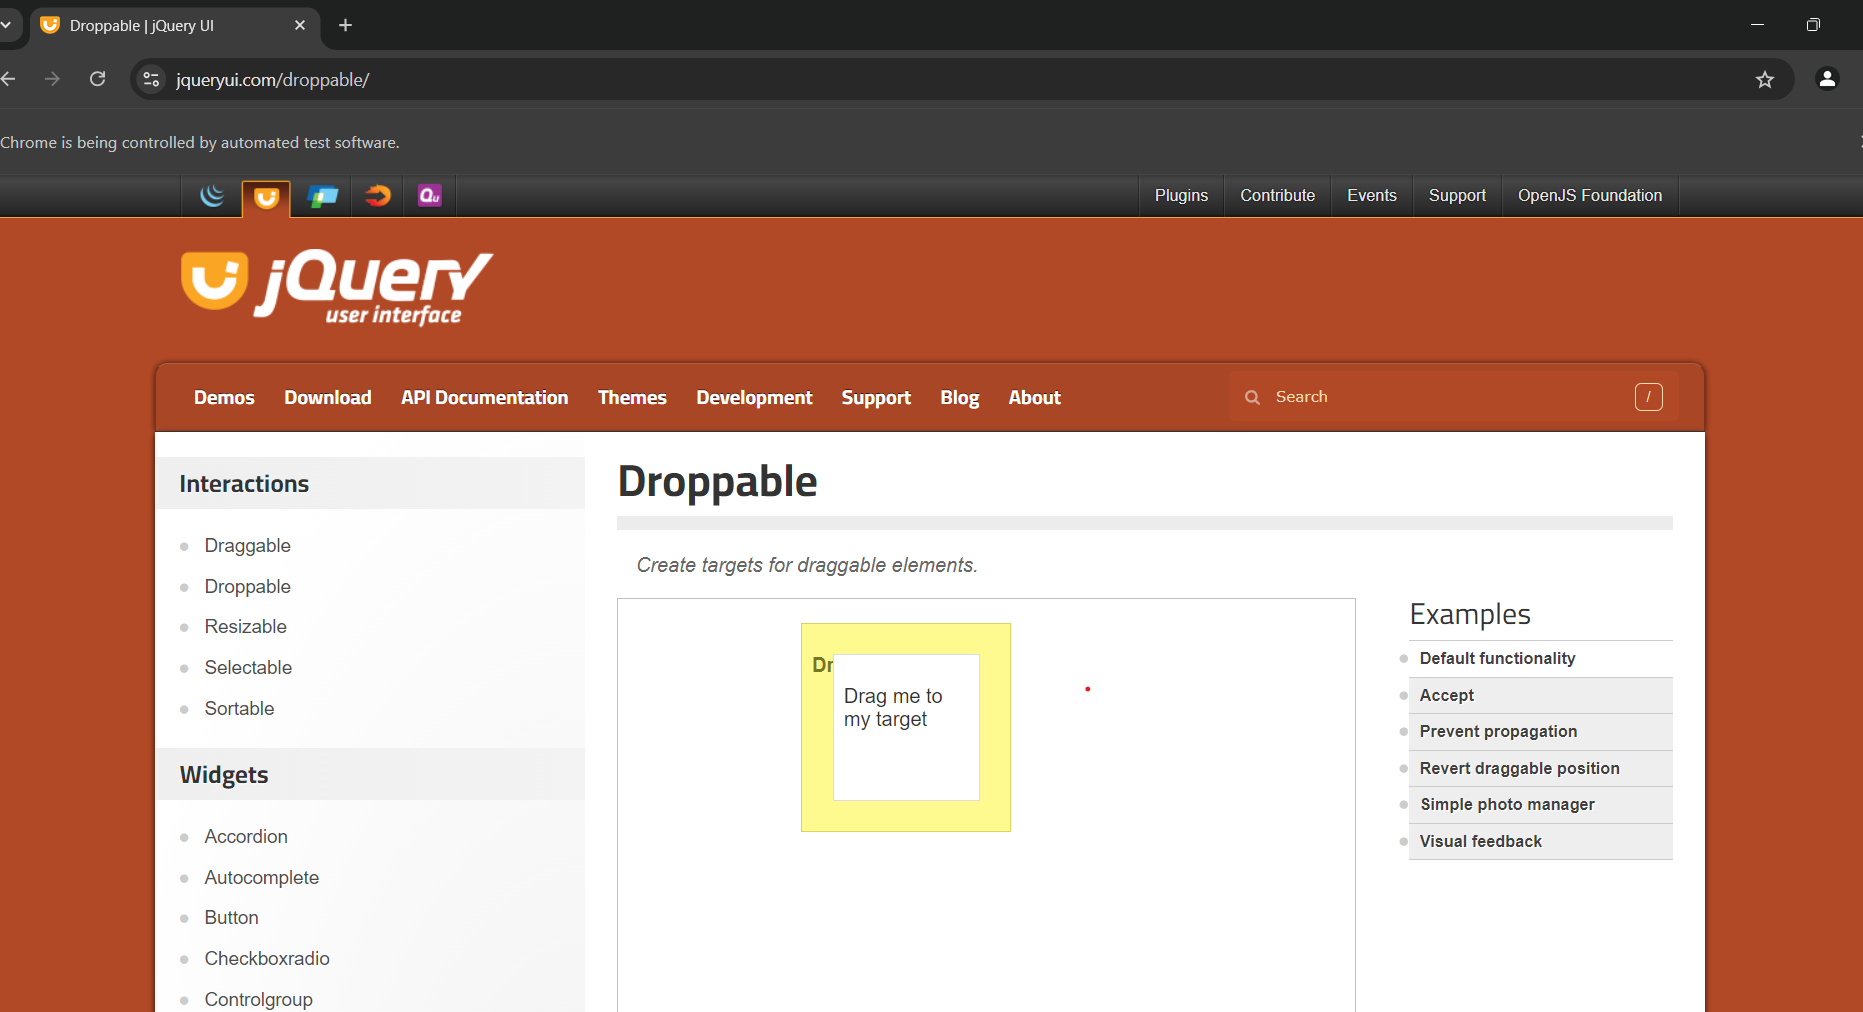 Droppable | jQuery UI
jqueryui.com/droppable/
Chrome is being controlled by automated test software.
Qu
Plugins Contribute Events Support OpenJS Foundation
jQuery
user interface
Demos Download API Documentation Themes Development Support Blog About Search /
Interactions
Draggable
Droppable
Resizable
Selectable
Sortable
Widgets
Accordion
Autocomplete
Button
Checkboxradio
Controlgroup
Droppable
Create targets for draggable elements.
Dr
Drag me to
my target
Examples
Default functionality
Accept
Prevent propagation
Revert draggable position
Simple photo manager
Visual feedback